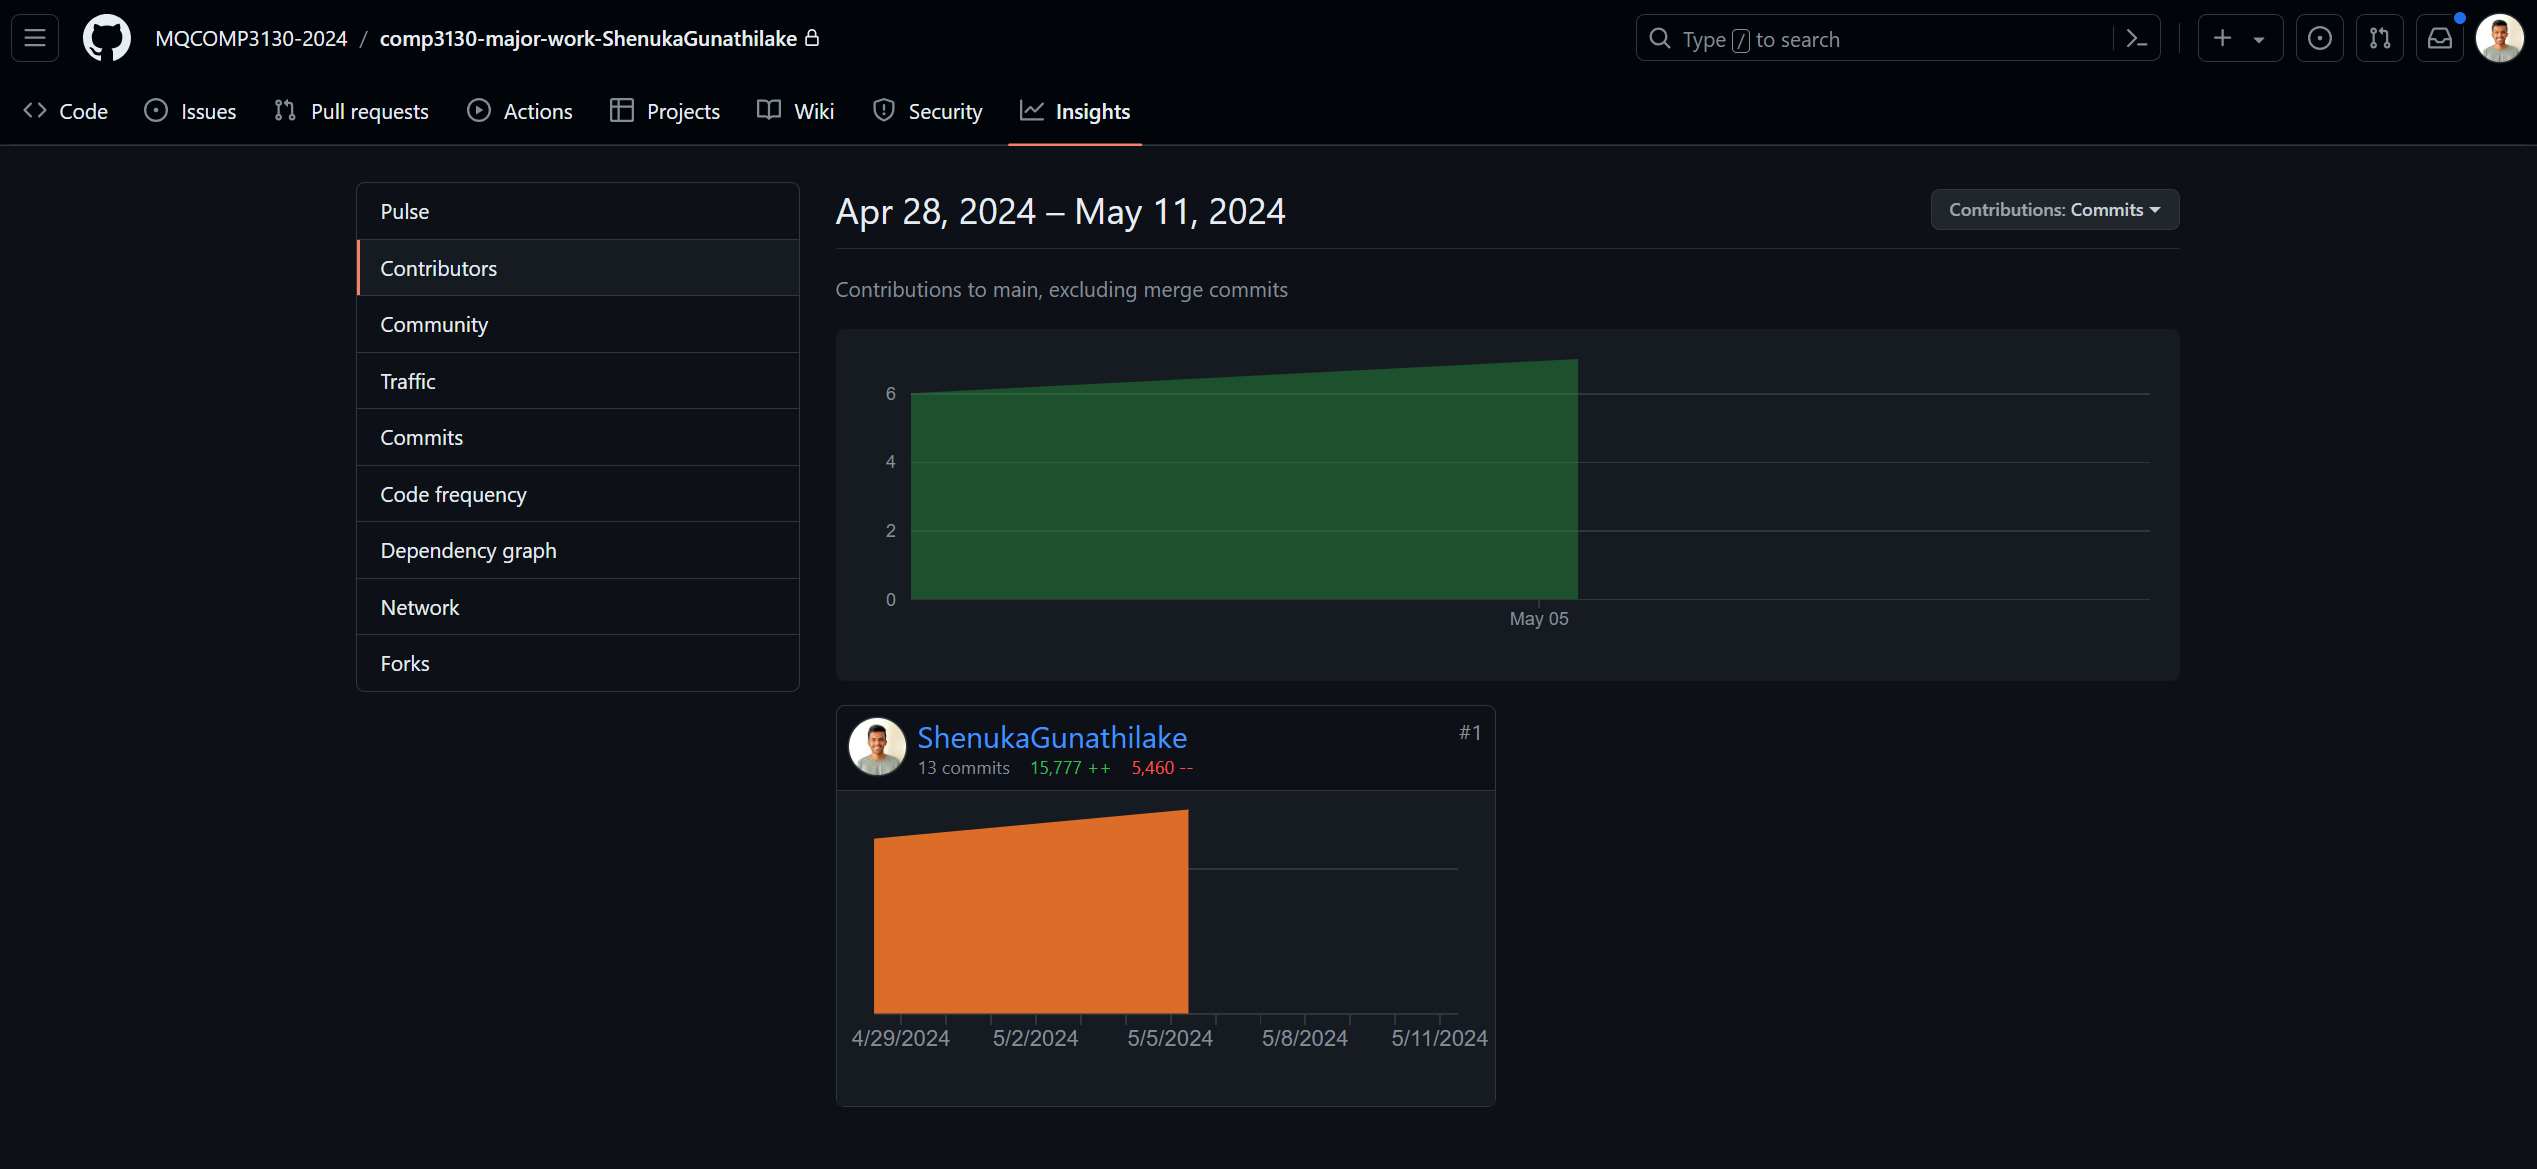 MQCOMP3130-2024 / comp3130-major-work-ShenukaGunathilake
Type / to search
Code Issues Pull requests Actions Projects Wiki Security Insights
Pulse
Contributors
Community
Traffic
Commits
Code frequency
Dependency graph
Network
Forks
Apr 28, 2024 – May 11, 2024
Contributions: Commits
Contributions to main, excluding merge commits
6
4
2
0
May 05
ShenukaGunathilake
#1
13 commits 15,777 ++ 5,460 --
4/29/2024 5/2/2024 5/5/2024 5/8/2024 5/11/2024